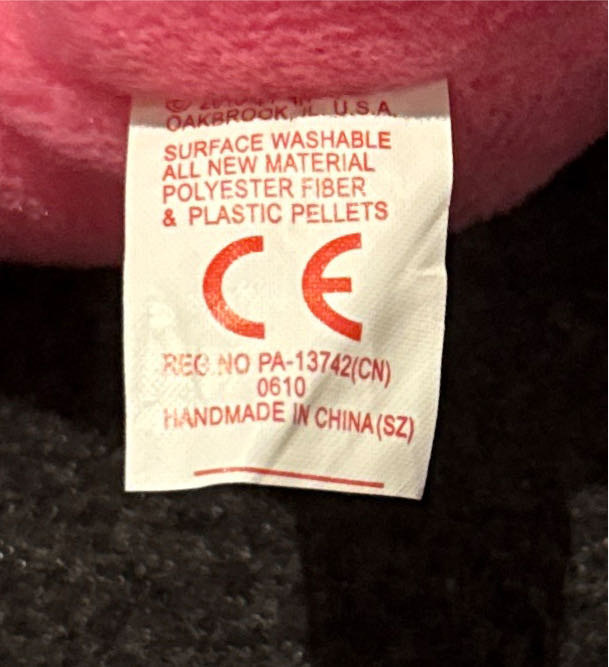 OAKBROOK, IL. U.S.A.
SURFACE WASHABLE
ALL NEW MATERIAL
POLYESTER FIBER
& PLASTIC PELLETS
CE
REG.NO PA-13742(CN)
0610
HANDMADE IN CHINA(SZ)